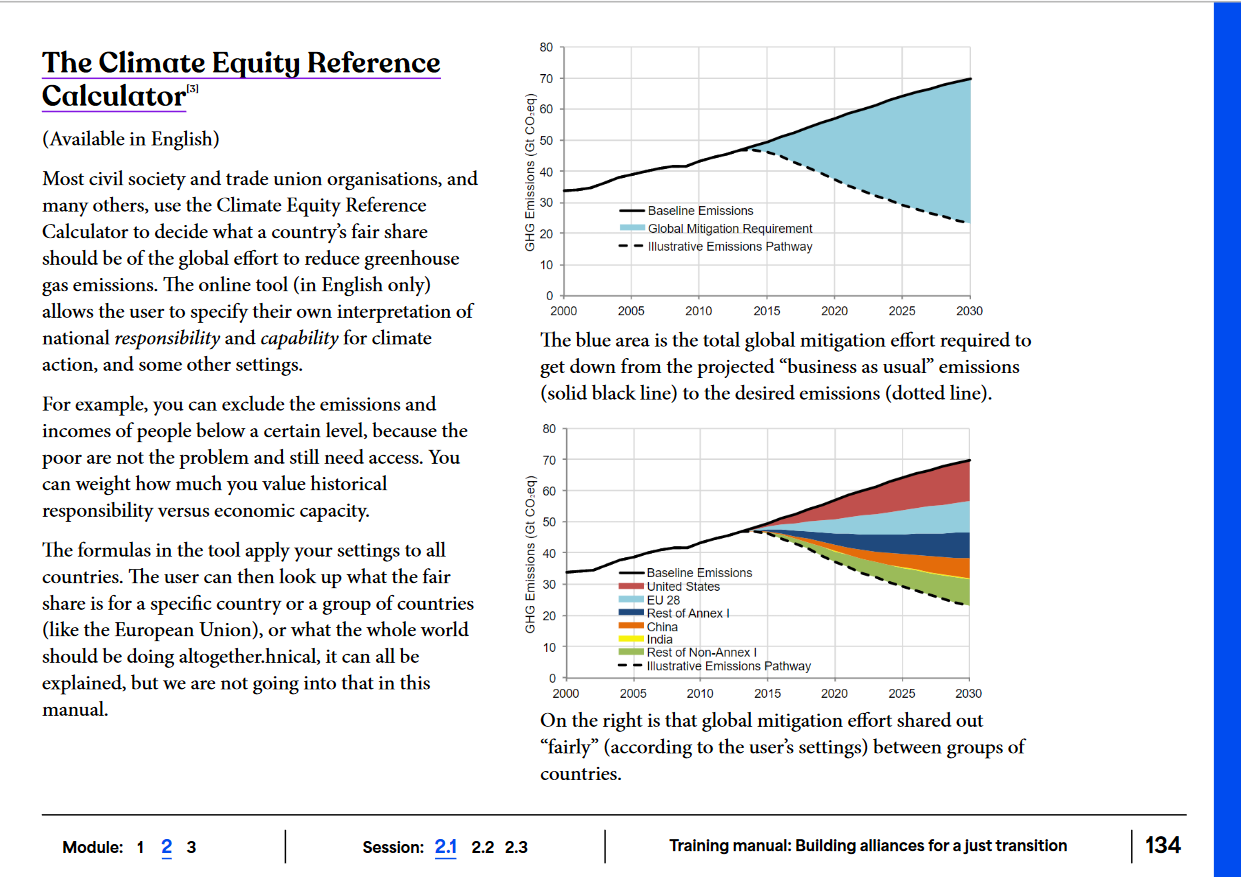 The Climate Equity Reference
Calculator[3]
(Available in English)
Most civil society and trade union organisations, and
many others, use the Climate Equity Reference
Calculator to decide what a country’s fair share
should be of the global effort to reduce greenhouse
gas emissions. The online tool (in English only)
allows the user to specify their own interpretation of
national responsibility and capability for climate
action, and some other settings.
For example, you can exclude the emissions and
incomes of people below a certain level, because the
poor are not the problem and still need access. You
can weight how much you value historical
responsibility versus economic capacity.
The formulas in the tool apply your settings to all
countries. The user can then look up what the fair
share is for a specific country or a group of countries
(like the European Union), or what the whole world
should be doing altogether.hnical, it can all be
explained, but we are not going into that in this
manual.
GHG Emissions (Gt CO₂eq)
80
70
60
50
40
30
20
10
0
Baseline Emissions
Global Mitigation Requirement
Illustrative Emissions Pathway
2000 2005 2010 2015 2020 2025 2030
The blue area is the total global mitigation effort required to
get down from the projected “business as usual” emissions
(solid black line) to the desired emissions (dotted line).
GHG Emissions (Gt CO₂eq)
80
70
60
50
40
30
20
10
0
Baseline Emissions
United States
EU 28
Rest of Annex I
China
India
Rest of Non-Annex I
Illustrative Emissions Pathway
2000 2005 2010 2015 2020 2025 2030
On the right is that global mitigation effort shared out
“fairly” (according to the user’s settings) between groups of
countries.
Module: 1 2 3 Session: 2.1 2.2 2.3 Training manual: Building alliances for a just transition 134